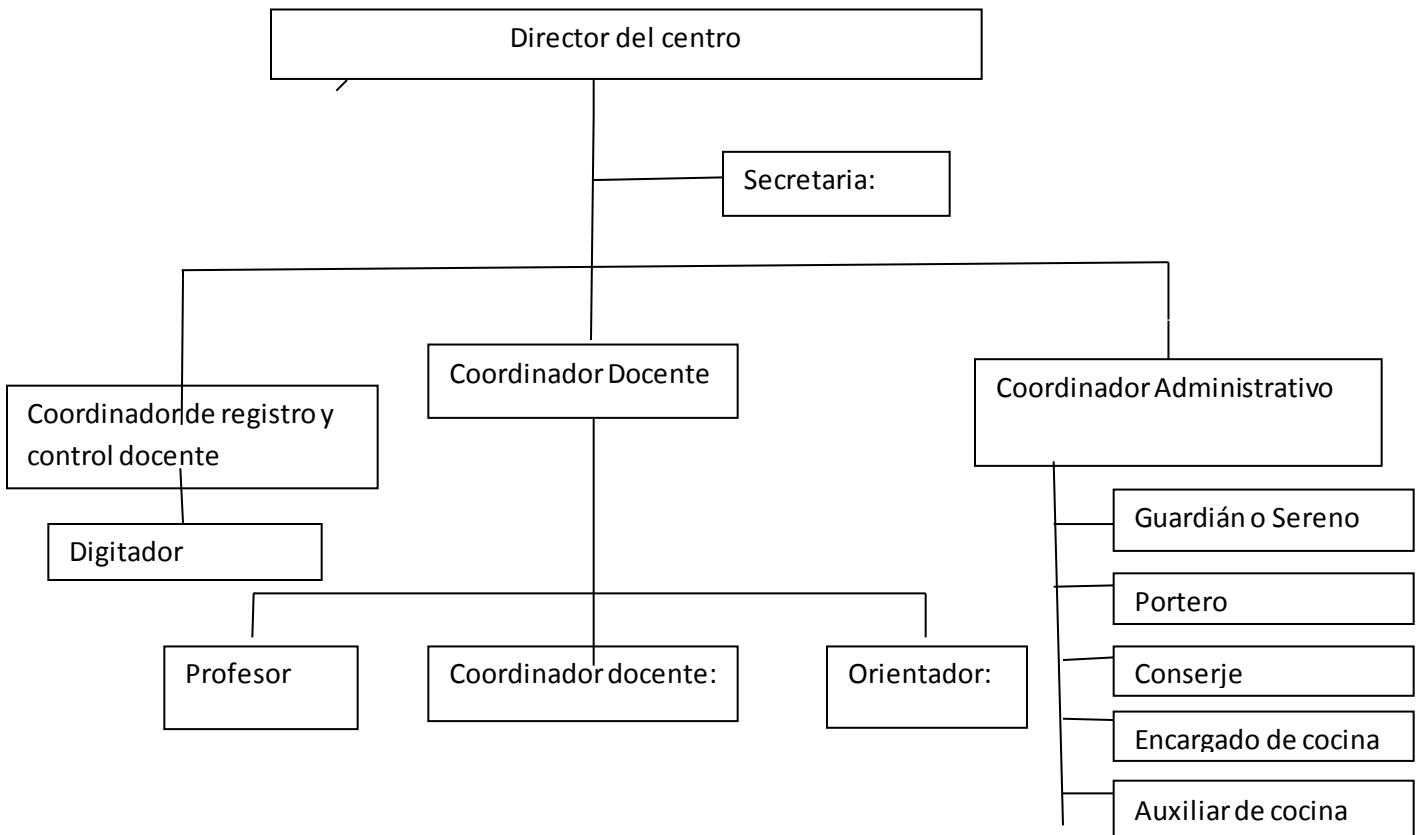 Director del centro
Secretaria:
Coordinador Docente
Coordinador Administrativo
Coordinador de registro y
control docente
Guardián o Sereno
Digitador
Portero
Profesor
Coordinador docente:
Orientador:
Conserje
Encargado de cocina
Auxiliar de cocina